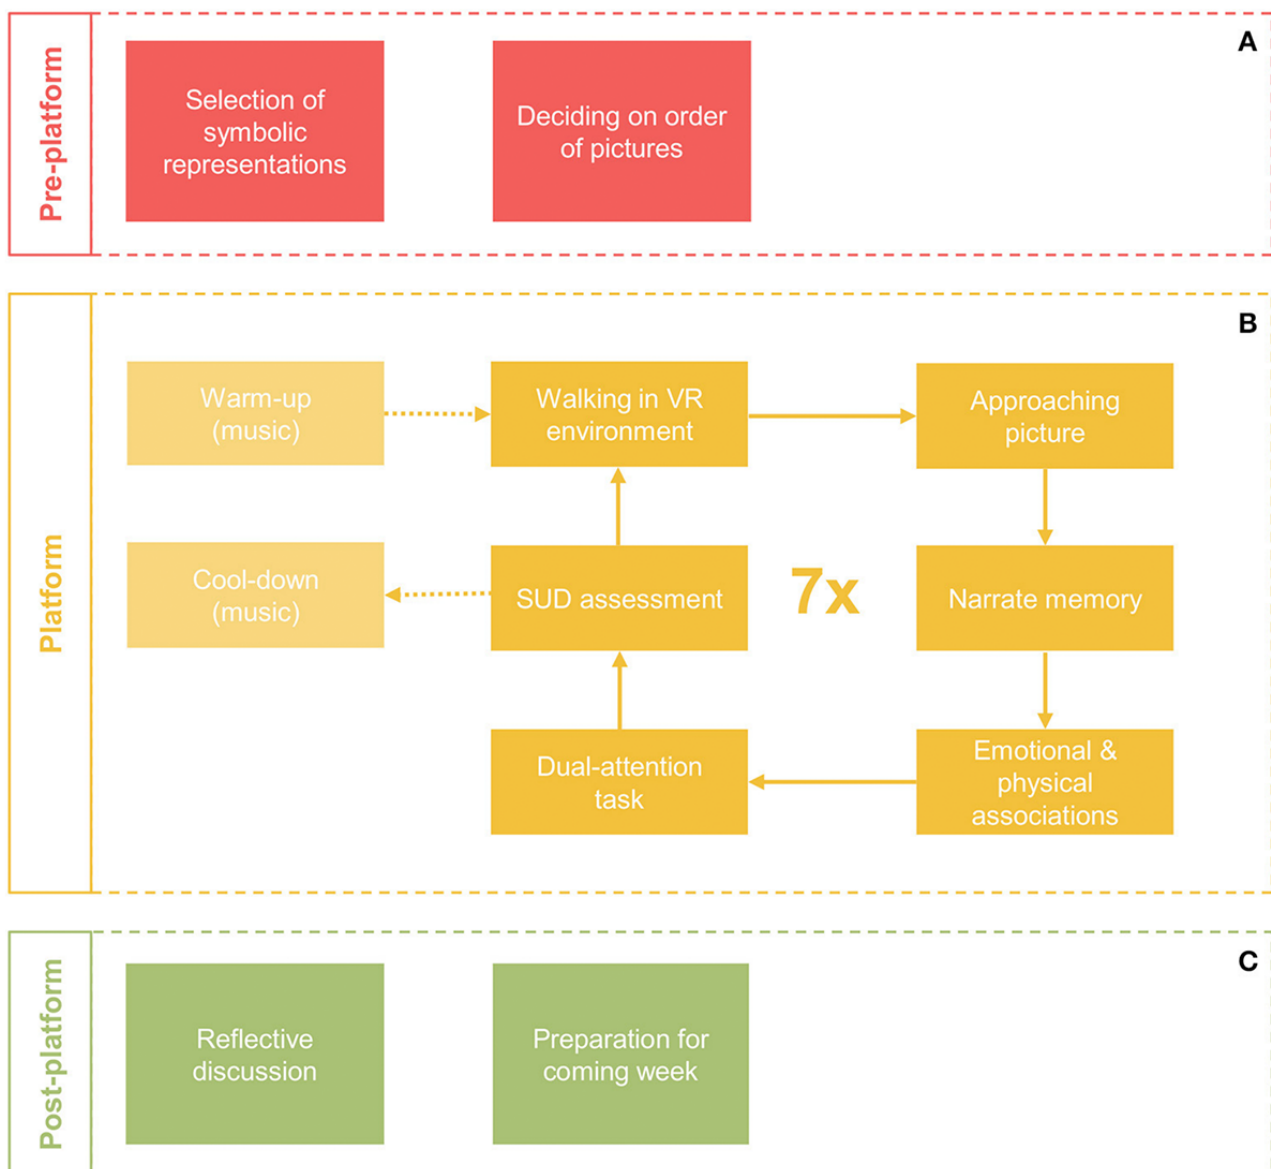 Pre-platform
A
Selection of
symbolic
representations
Deciding on order
of pictures
Platform
B
Warm-up
(music)
Walking in VR
environment
Approaching
picture
Cool-down
(music)
SUD assessment
7x
Narrate memory
Dual-attention
task
Emotional &
physical
associations
Post-platform
C
Reflective
discussion
Preparation for
coming week